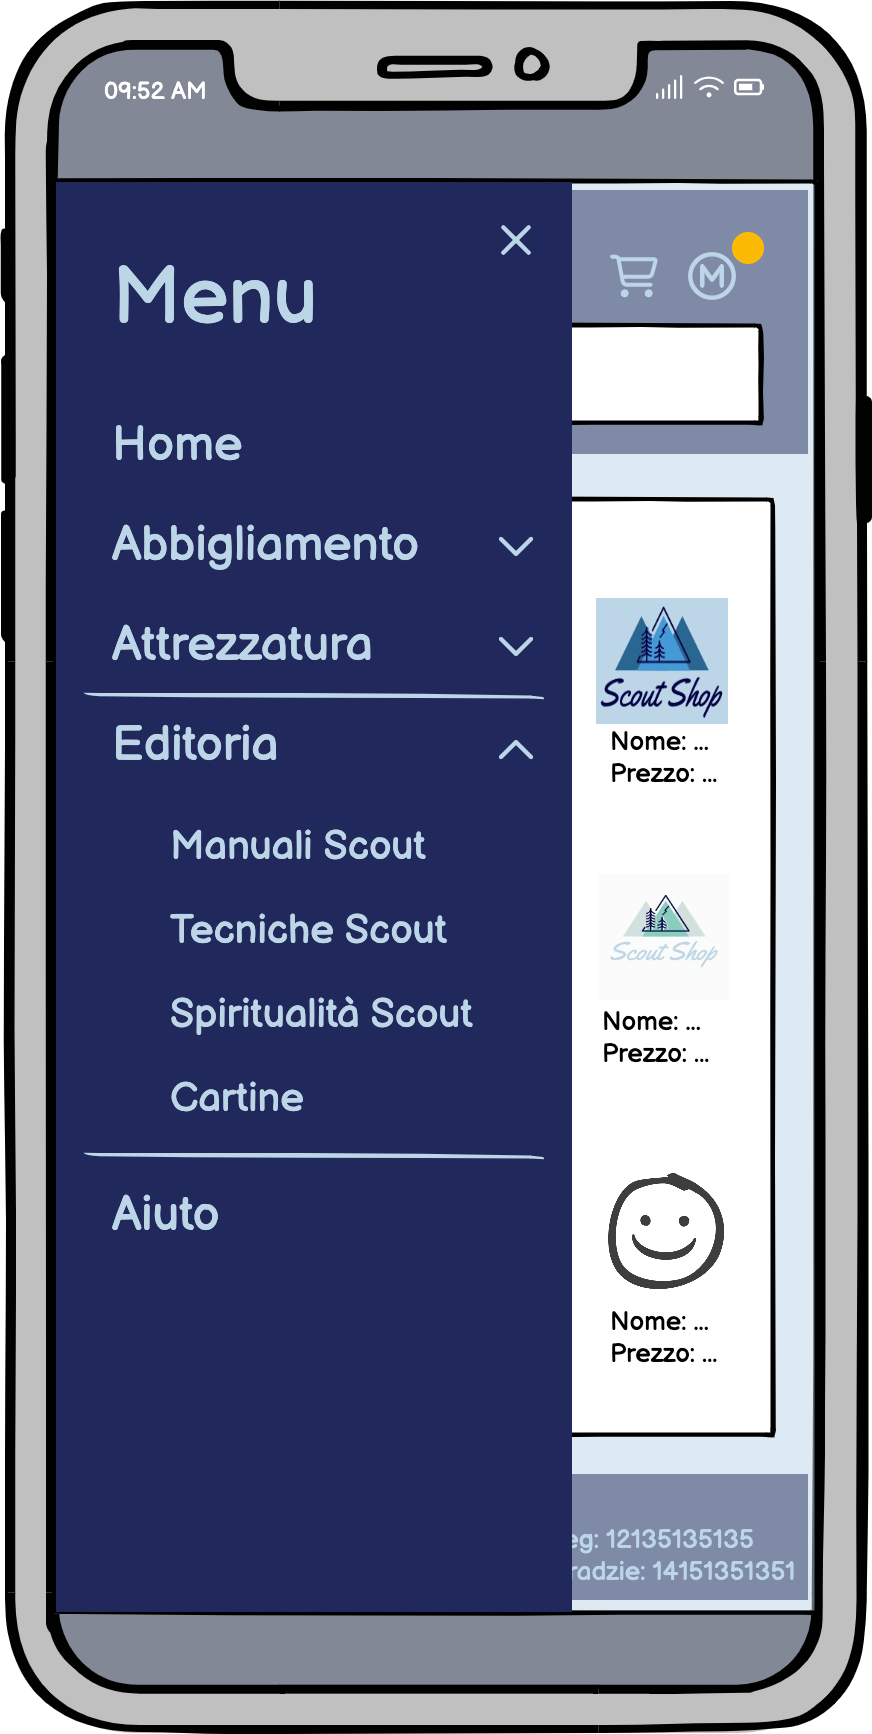 09:52 AM
Menu
M
Home
Abbigliamento
Attrezzatura
Editoria
Manuali Scout
Tecniche Scout
Spiritualità Scout
Cartine
Aiuto
Scout Shop
Nome: ...
Prezzo: ...
Scout Shop
Nome: ...
Prezzo: ...
Nome: ...
Prezzo: ...
eg: 12135135135
radzie: 14151351351